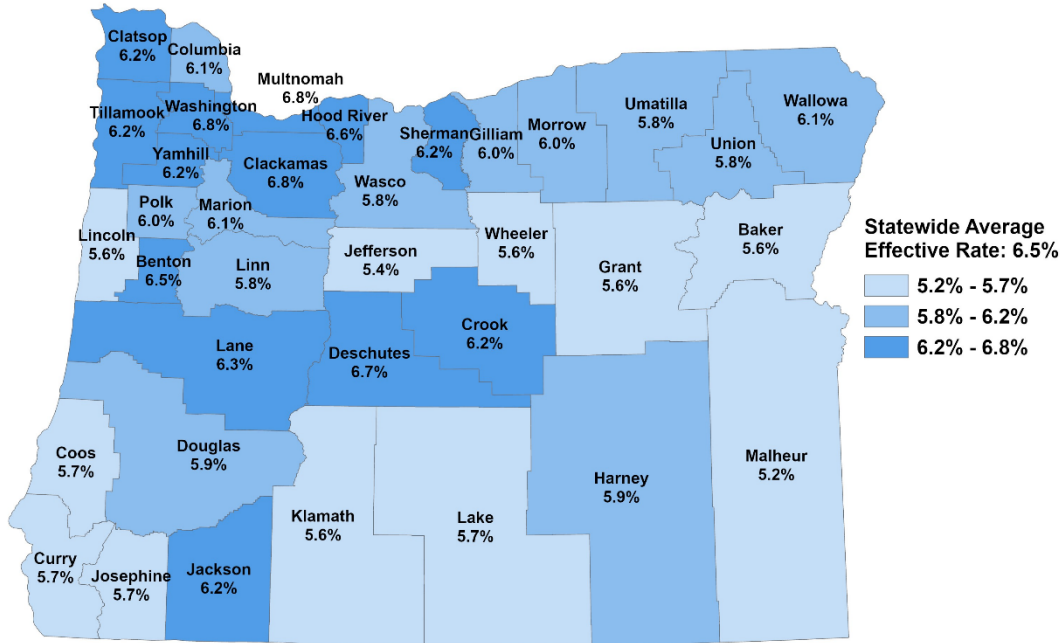 Clatsop
6.2%
Columbia
6.1%
Multnomah
6.8%
Tillamook
6.2%
Washington
6.8%
Hood River
6.6%
Sherman
6.2%
Gilliam
6.0%
Morrow
6.0%
Umatilla
5.8%
Union
5.8%
Wallowa
6.1%
Yamhill
6.2%
Clackamas
6.8%
Wasco
5.8%
Polk
6.0%
Marion
6.1%
Lincoln
5.6%
Benton
6.5%
Linn
5.8%
Jefferson
5.4%
Wheeler
5.6%
Grant
5.6%
Baker
5.6%
Lane
6.3%
Deschutes
6.7%
Crook
6.2%
Coos
5.7%
Douglas
5.9%
Klamath
5.6%
Lake
5.7%
Harney
5.9%
Malheur
5.2%
Curry
5.7%
Josephine
5.7%
Jackson
6.2%
Statewide Average
Effective Rate: 6.5%
5.2% - 5.7%
5.8% - 6.2%
6.2% - 6.8%